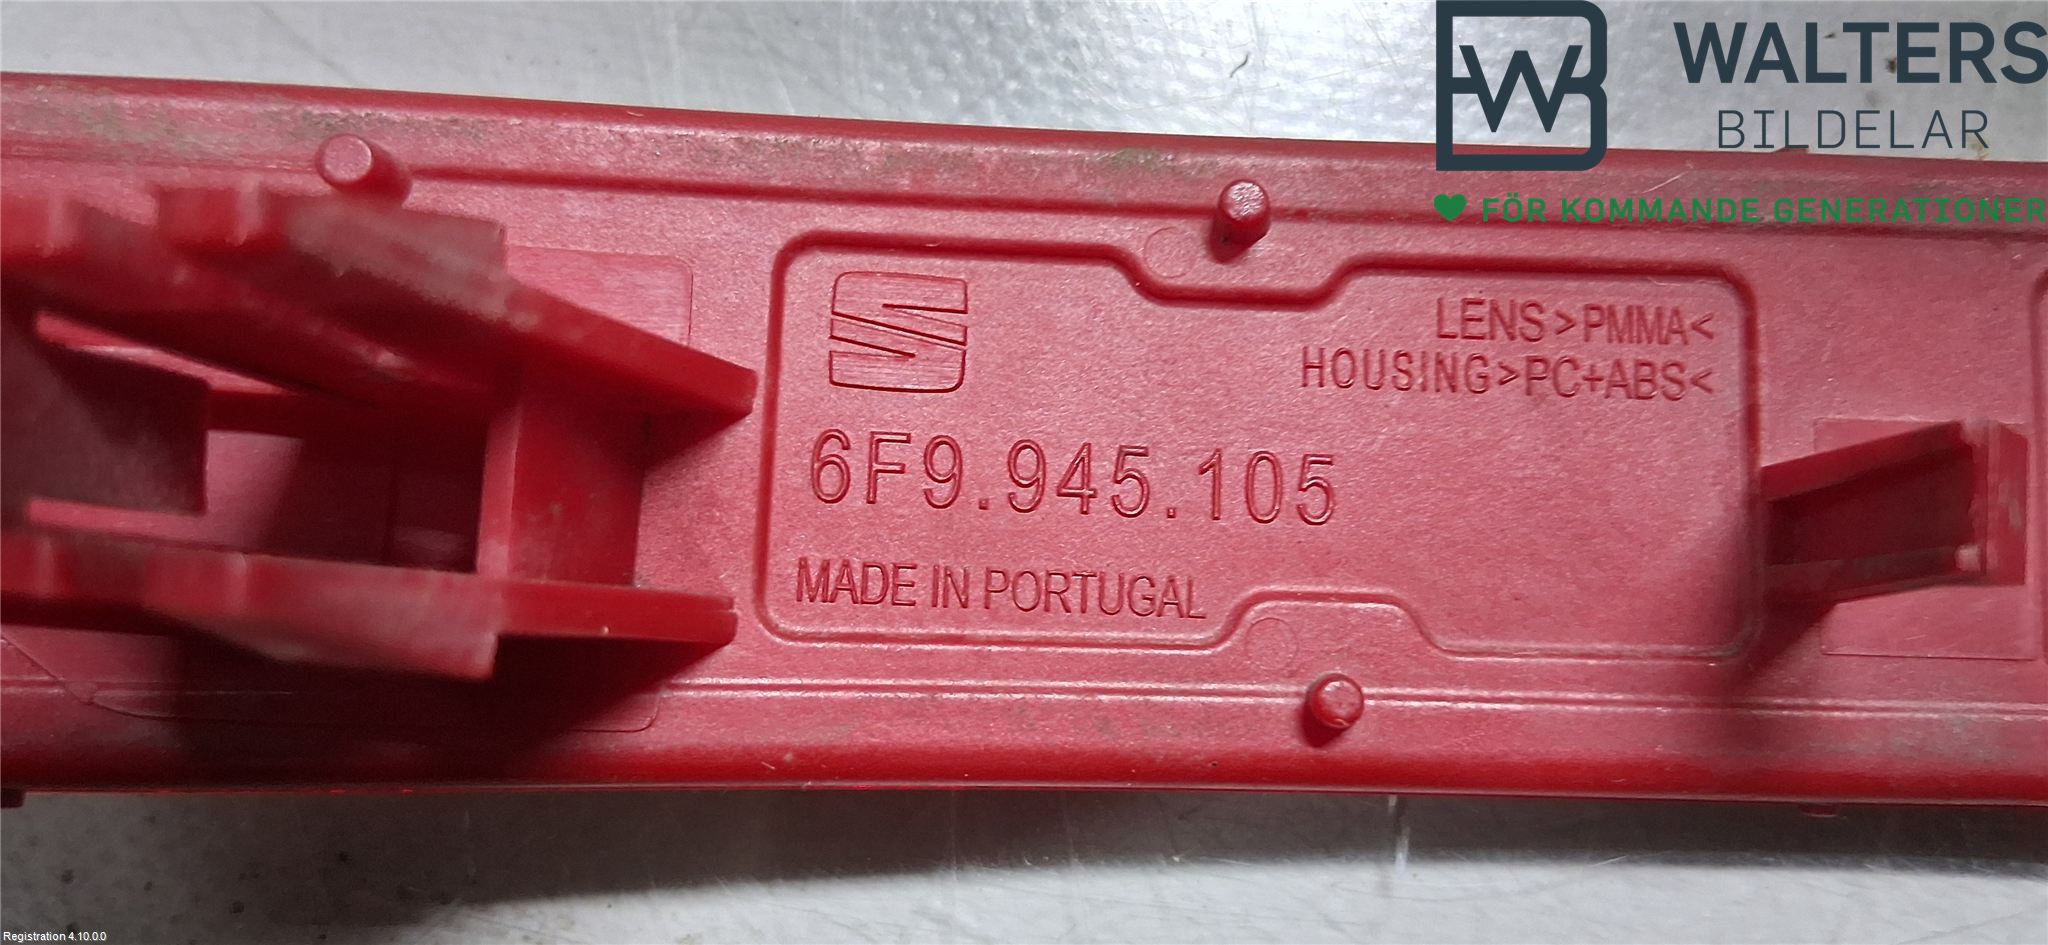 WALTERS
BILDELAR
FÖR KOMMANDE GENERATIONER
LENS>PMMA<
HOUSING>PC+ABS<
6F9.945.105
MADE IN PORTUGAL
Registration 4.10.0.0